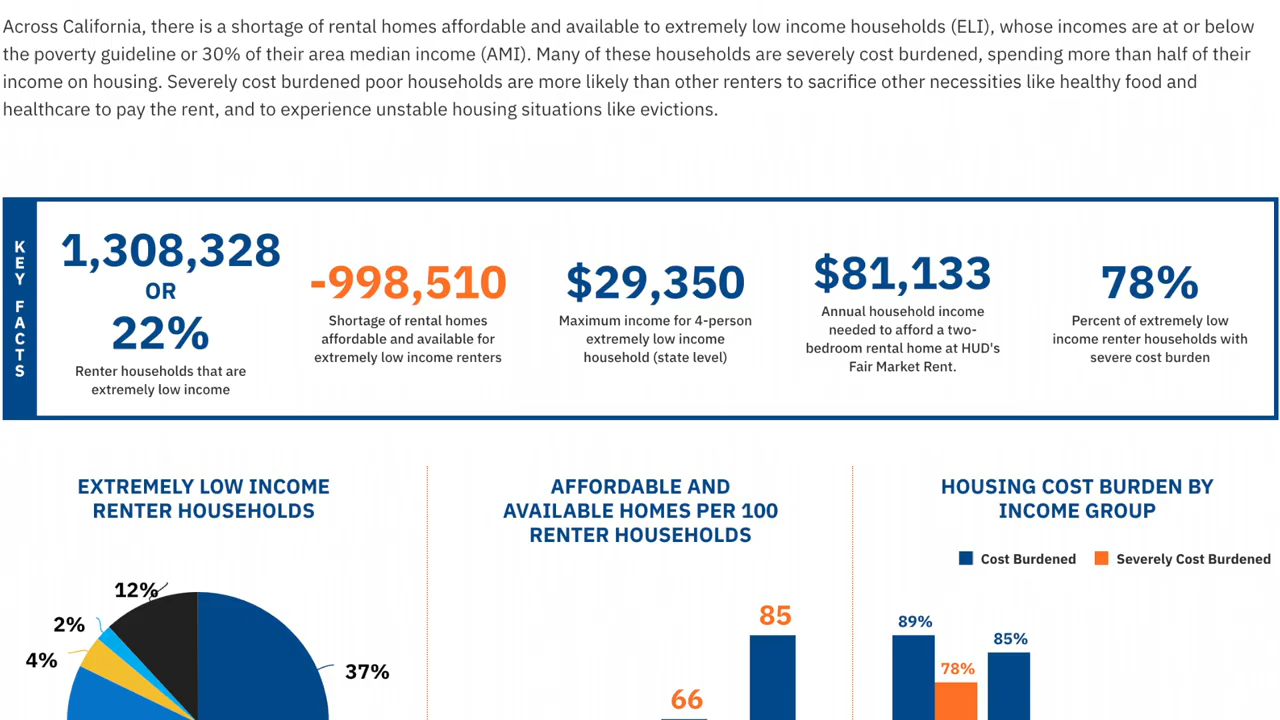 Across California, there is a shortage of rental homes affordable and available to extremely low income households (ELI), whose incomes are at or below
the poverty guideline or 30% of their area median income (AMI). Many of these households are severely cost burdened, spending more than half of their
income on housing. Severely cost burdened poor households are more likely than other renters to sacrifice other necessities like healthy food and
healthcare to pay the rent, and to experience unstable housing situations like evictions.
KEY FACTS
1,308,328
OR
22%
Renter households that are
extremely low income
-998,510
Shortage of rental homes
affordable and available for
extremely low income renters
$29,350
Maximum income for 4-person
extremely low income
household (state level)
$81,133
Annual household income
needed to afford a two-
bedroom rental home at HUD's
Fair Market Rent.
78%
Percent of extremely low
income renter households with
severe cost burden
EXTREMELY LOW INCOME
RENTER HOUSEHOLDS
12%
2%
4%
37%
AFFORDABLE AND
AVAILABLE HOMES PER 100
RENTER HOUSEHOLDS
85
66
HOUSING COST BURDEN BY
INCOME GROUP
Cost Burdened
Severely Cost Burdened
89%
78%
85%